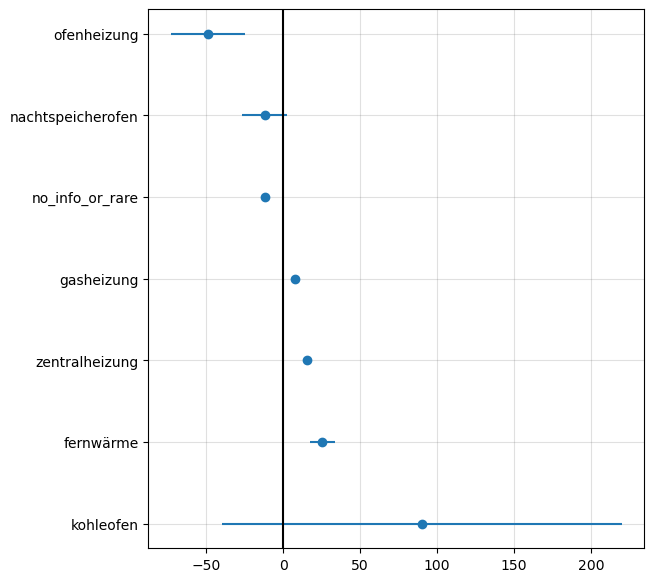 ofenheizung
nachtspeicherofen
no_info_or_rare
gasheizung
zentralheizung
fernwärme
kohleofen
−50 0 50 100 150 200